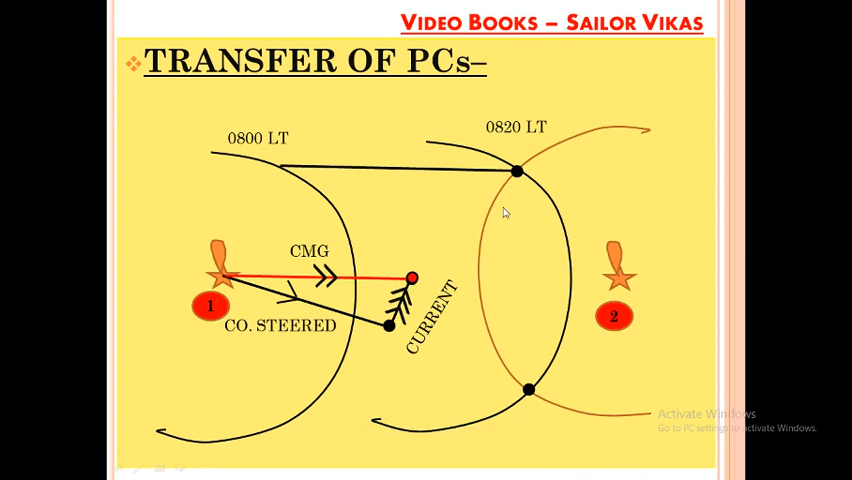 VIDEO BOOKS – SAILOR VIKAS
TRANSFER OF PCs–
0800 LT
0820 LT
CMG
CO. STEERED
CURRENT
1
2
Activate Windows
Go to PC settings to activate Windows.